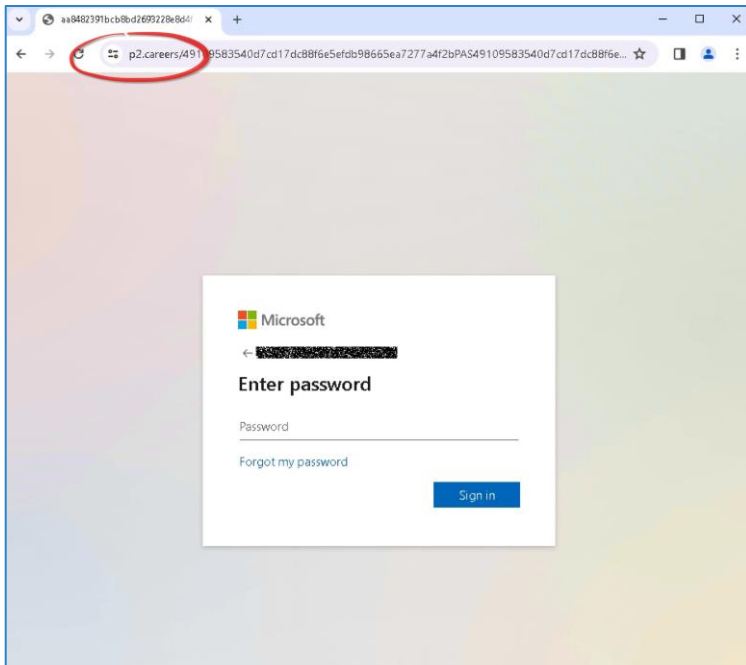 aa8482391bcb8bd2693228e8d4
p2.careers/49109583540d7cd17dc88f6e5efdb98665ea7277a4f2bPAS49109583540d7cd17dc88f6e...
Microsoft
Enter password
Password
Forgot my password
Sign in